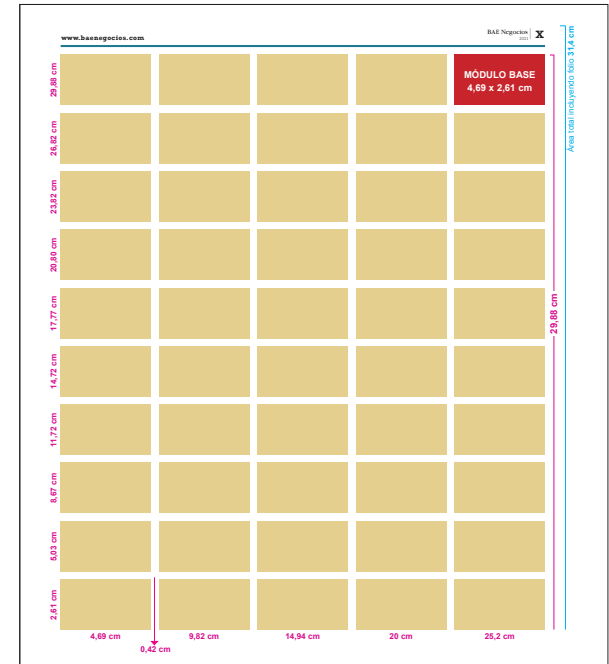 www.baenegocios.com
BAE Negocios
2021
X
Área total incluyendo folio 31,4 cm
MÓDULO BASE
4,69 x 2,61 cm
29,88 cm
26,82 cm
23,82 cm
20,80 cm
17,77 cm
14,72 cm
11,72 cm
8,67 cm
5,03 cm
2,61 cm
29,88 cm
4,69 cm
9,82 cm
14,94 cm
20 cm
25,2 cm
0,42 cm